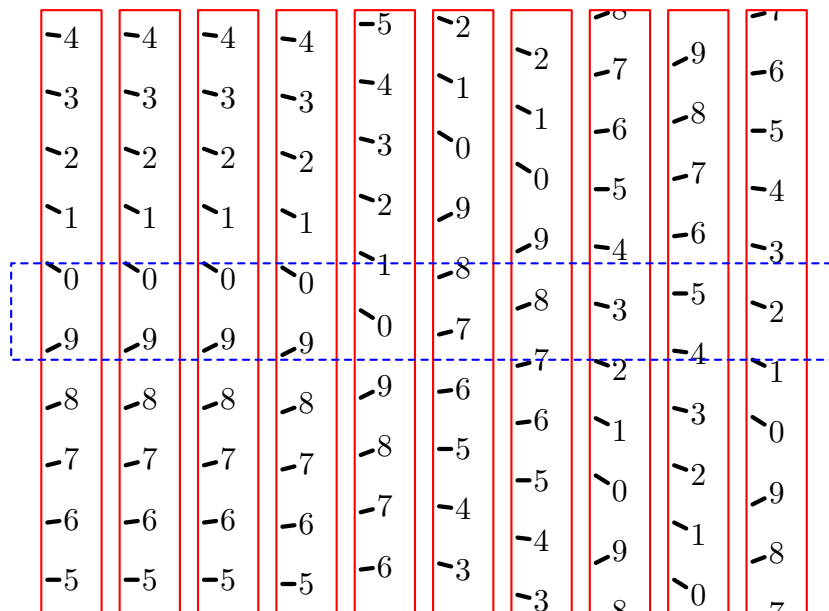 4 4 4 4 5 2 2 8 9 7
3 3 3 3 4 1 1 7 8 6
2 2 2 2 3 0 0 6 7 5
1 1 1 1 2 9 9 5 6 4
0 0 0 0 1 8 8 4 5 3
9 9 9 9 0 7 7 3 4 2
8 8 8 8 9 6 6 2 3 1
7 7 7 7 8 5 5 1 2 0
6 6 6 6 7 4 4 0 1 9
5 5 5 5 6 3 3 9 0 8
8 7